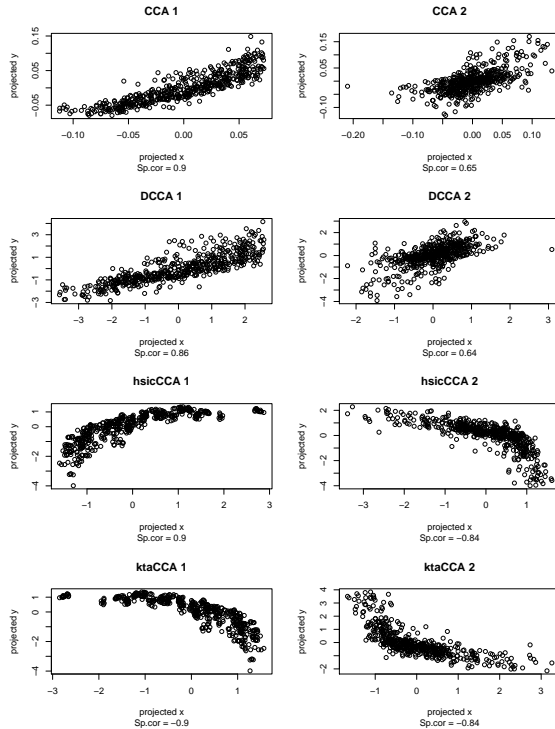 CCA 1
projected y
−0.05 0.05 0.15
−0.10 −0.05 0.00 0.05
projected x
Sp.cor = 0.9
CCA 2
projected y
−0.10 0.05 0.15
−0.20 −0.10 0.00 0.05 0.10
projected x
Sp.cor = 0.65
DCCA 1
projected y
−3 −1 1 3
−3 −2 −1 0 1 2
projected x
Sp.cor = 0.86
DCCA 2
projected y
−4 −2 0 2
−2 −1 0 1 2 3
projected x
Sp.cor = 0.64
hsicCCA 1
projected y
−4 −2 0 1
−1 0 1 2 3
projected x
Sp.cor = 0.9
hsicCCA 2
projected y
−4 −2 0 2
−3 −2 −1 0 1
projected x
Sp.cor = −0.84
ktaCCA 1
projected y
−4 −2 0 1
−3 −2 −1 0 1
projected x
Sp.cor = −0.9
ktaCCA 2
projected y
−2 0 1 2 3 4
−1 0 1 2 3
projected x
Sp.cor = −0.84